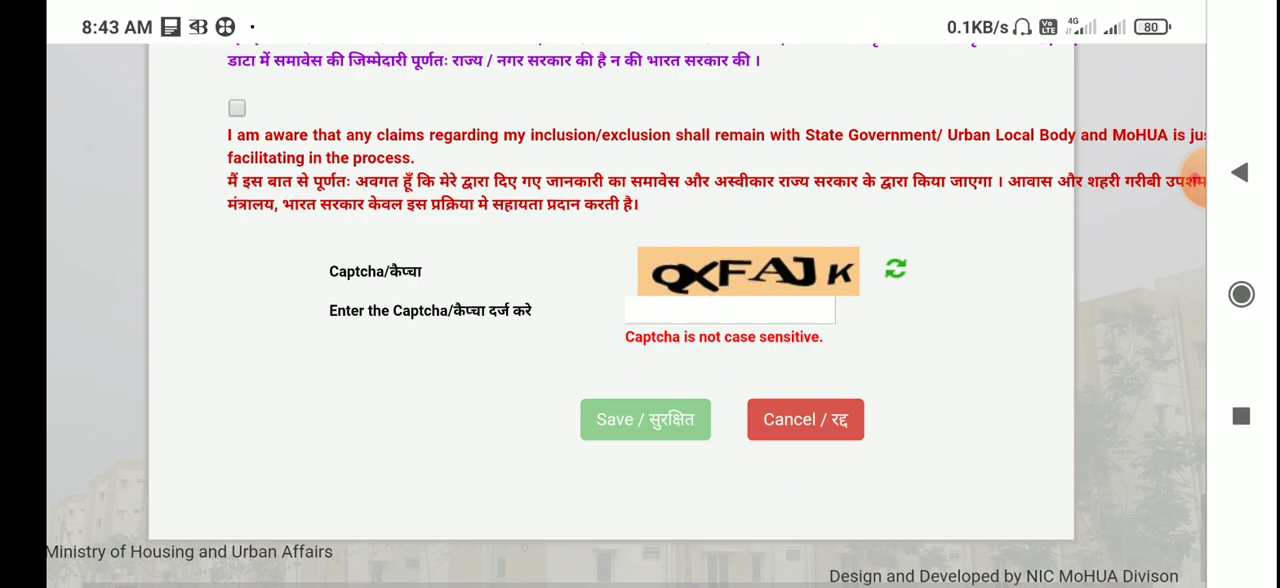 8:43 AM
0.1KB/s
Vo LTE
4G
80
डाटा में समावेस की जिम्मेदारी पूर्णतः राज्य / नगर सरकार की है न की भारत सरकार की ।
I am aware that any claims regarding my inclusion/exclusion shall remain with State Government/ Urban Local Body and MoHUA is
facilitating in the process.
मैं इस बात से पूर्णतः अवगत हूँ कि मेरे द्वारा दिए गए जानकारी का समावेस और अस्वीकार राज्य सरकार के द्वारा किया जाएगा । आवास और शहरी गरीबी
मंत्रालय, भारत सरकार केवल इस प्रक्रिया मे सहायता प्रदान करती है।
Captcha/कैप्चा
QXFAJK
Enter the Captcha/कैप्चा दर्ज करे
Captcha is not case sensitive.
Save / सुरक्षित
Cancel / रद्द
Ministry of Housing and Urban Affairs
Design and Developed by NIC MoHUA Divison